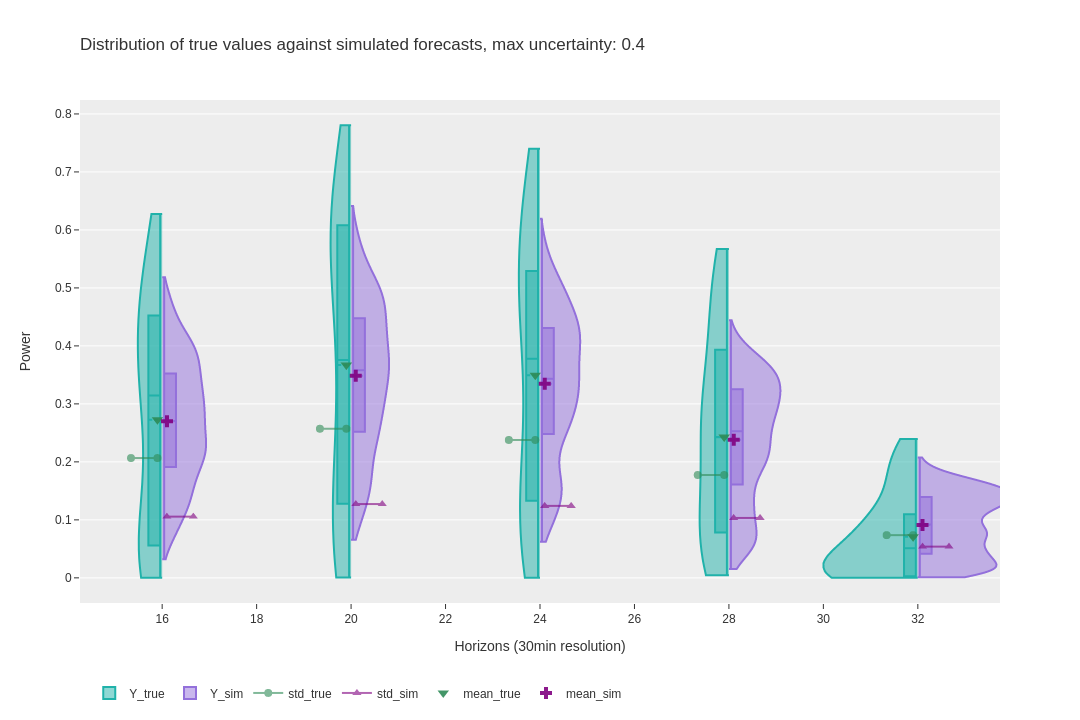 Distribution of true values against simulated forecasts, max uncertainty: 0.4
0.8
0.7
0.6
0.5
0.4
0.3
0.2
0.1
0
Power
16 18 20 22 24 26 28 30 32
Horizons (30min resolution)
Y_true Y_sim std_true std_sim mean_true mean_sim